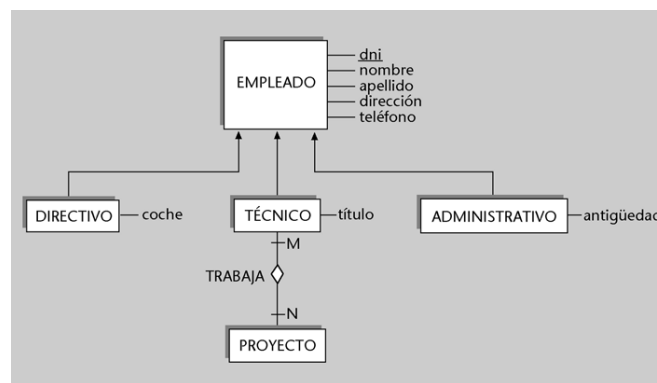 dni
nombre
EMPLEADO
apellido
dirección
teléfono
DIRECTIVO
coche
TÉCNICO
título
ADMINISTRATIVO
antigüedad
M
TRABAJA
N
PROYECTO